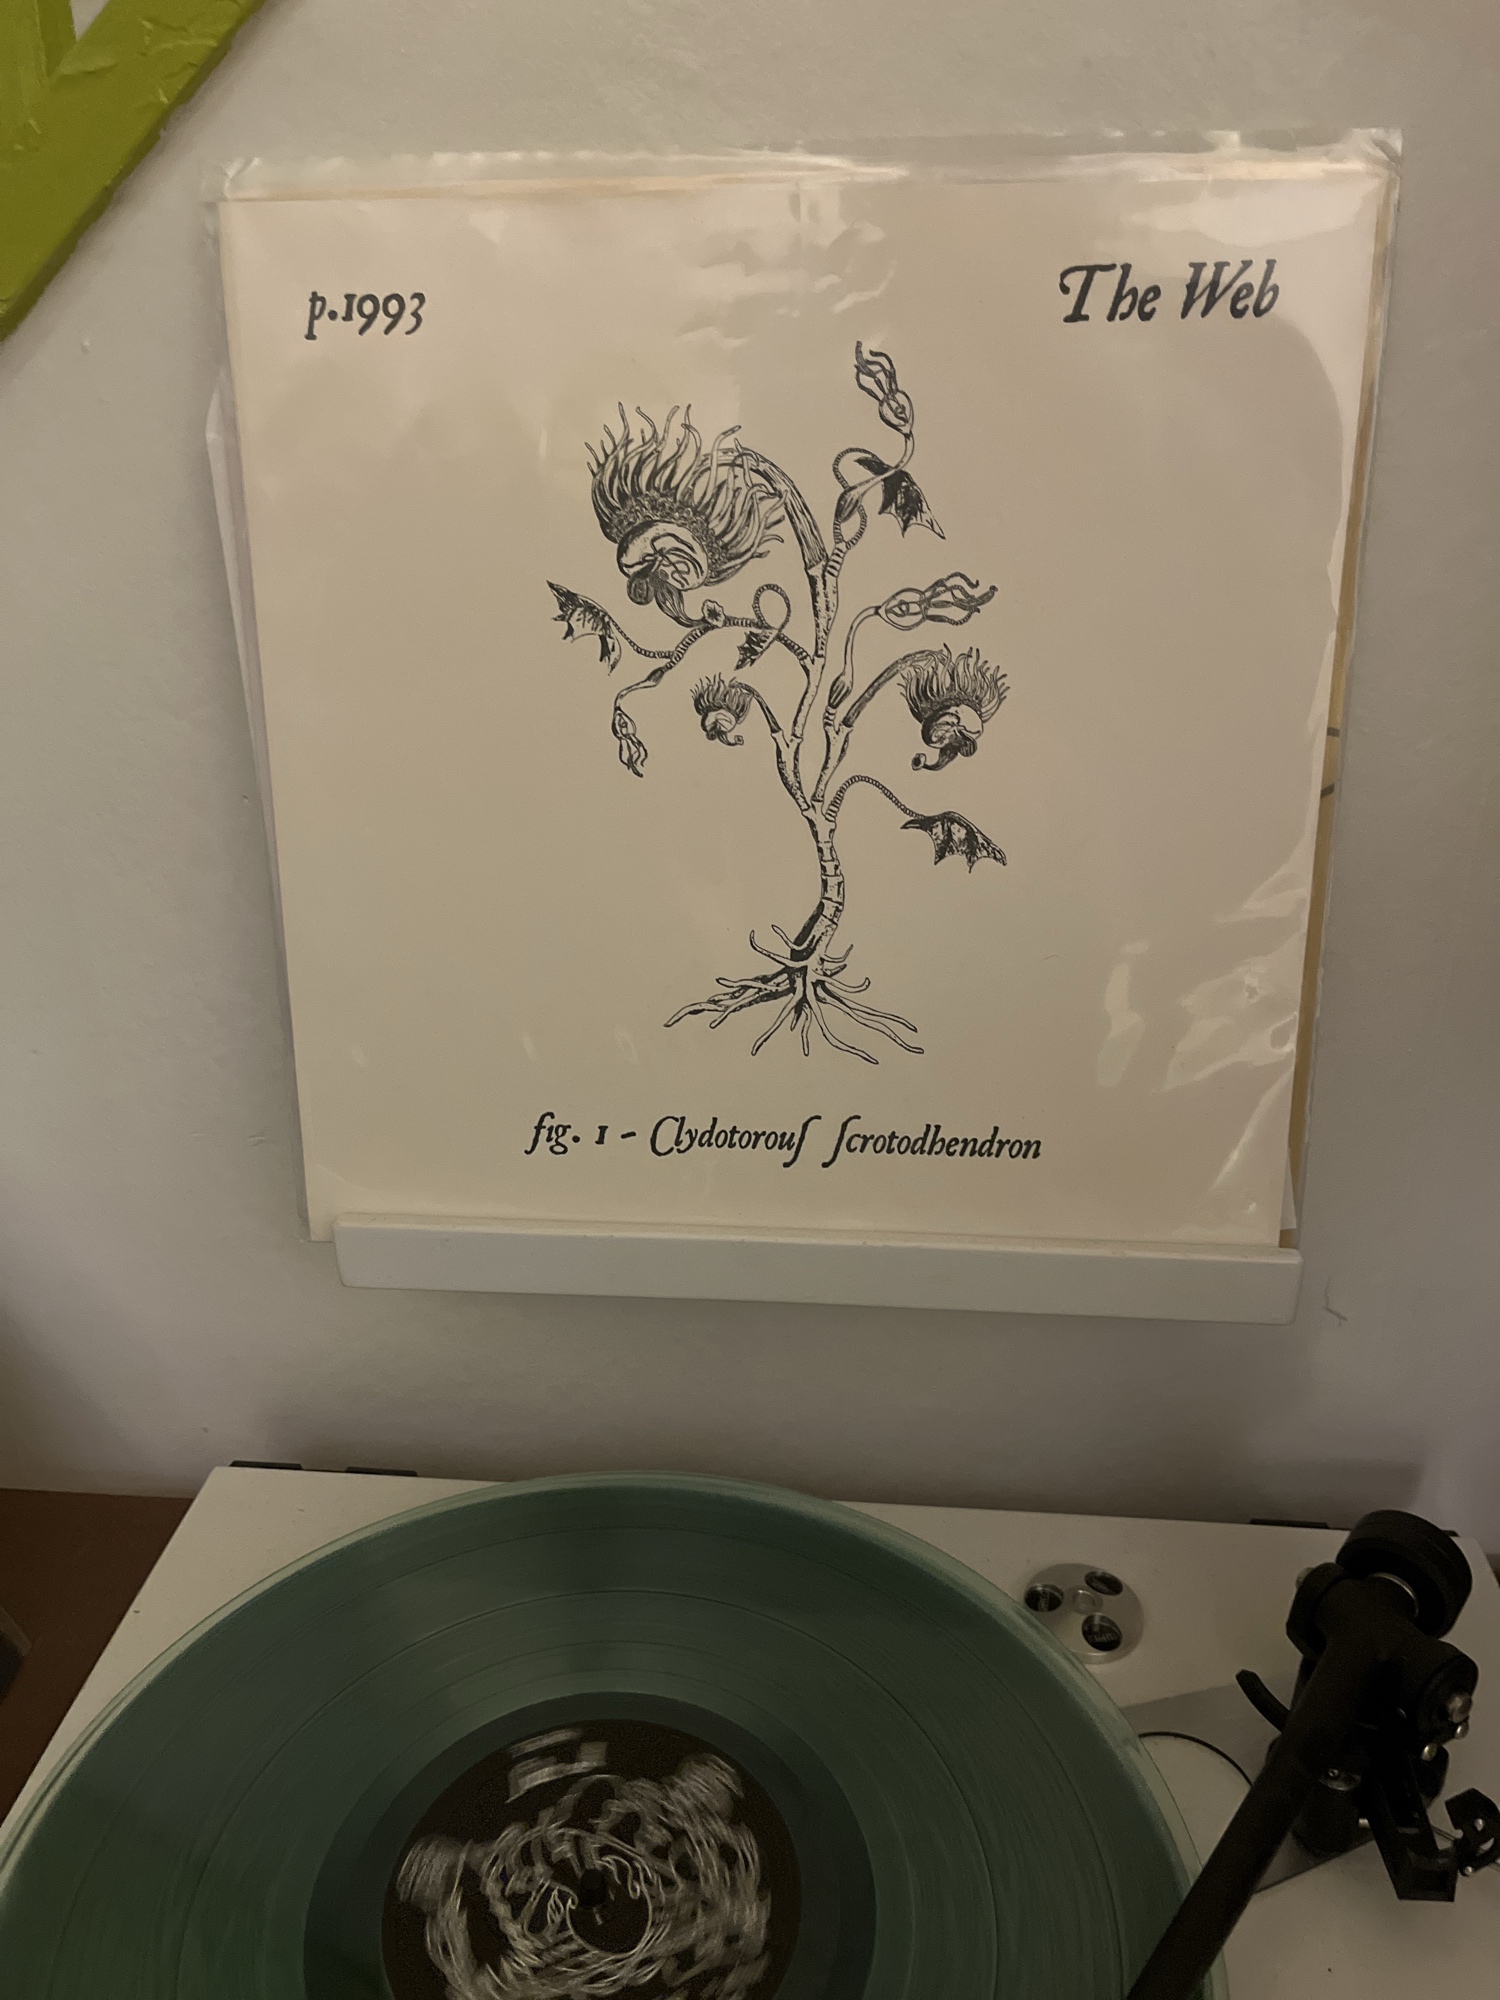 p.1993
The Web
fig. 1 - Clydotorouſ ſcrotodhendron